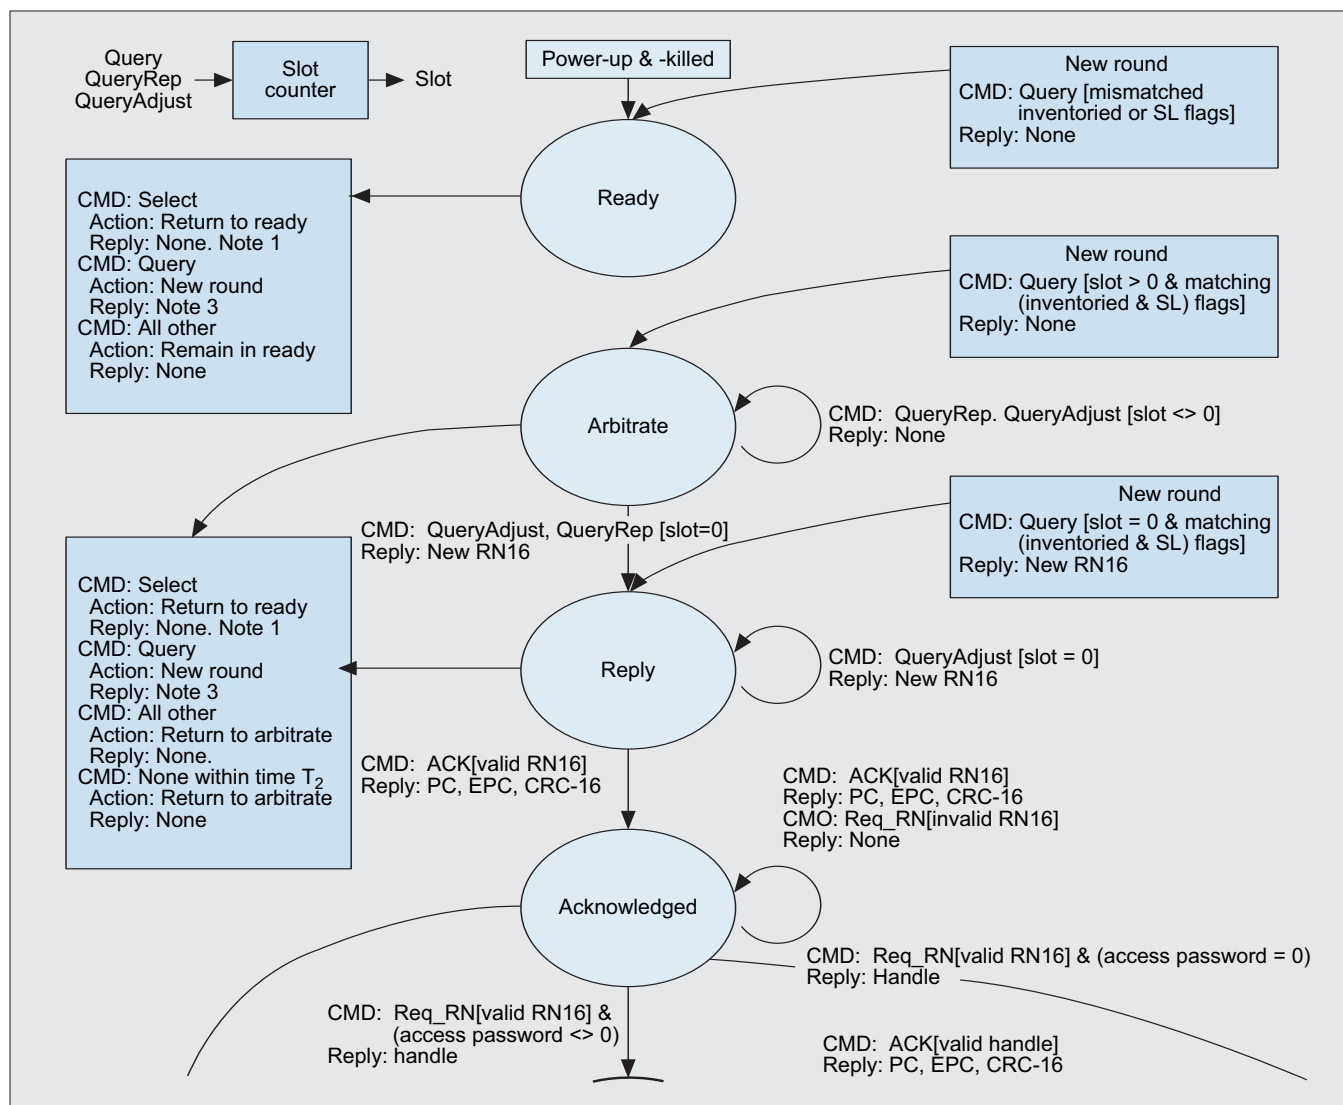 Query
QueryRep
QueryAdjust
Slot
counter
Slot
Power-up & -killed
New round
CMD: Query [mismatched
inventoried or SL flags]
Reply: None
Ready
CMD: Select
Action: Return to ready
Reply: None. Note 1
CMD: Query
Action: New round
Reply: Note 3
CMD: All other
Action: Remain in ready
Reply: None
New round
CMD: Query [slot > 0 & matching
(inventoried & SL) flags]
Reply: None
Arbitrate
CMD: QueryRep. QueryAdjust [slot <> 0]
Reply: None
New round
CMD: Query [slot = 0 & matching
(inventoried & SL) flags]
Reply: New RN16
CMD: QueryAdjust, QueryRep [slot=0]
Reply: New RN16
CMD: Select
Action: Return to ready
Reply: None. Note 1
CMD: Query
Action: New round
Reply: Note 3
CMD: All other
Action: Return to arbitrate
Reply: None.
CMD: None within time T2
Action: Return to arbitrate
Reply: None
Reply
CMD: QueryAdjust [slot = 0]
Reply: New RN16
CMD: ACK[valid RN16]
Reply: PC, EPC, CRC-16
CMD: ACK[valid RN16]
Reply: PC, EPC, CRC-16
CMO: Req_RN[invalid RN16]
Reply: None
Acknowledged
CMD: Req_RN[valid RN16] & (access password = 0)
Reply: Handle
CMD: Req_RN[valid RN16] &
(access password <> 0)
Reply: handle
CMD: ACK[valid handle]
Reply: PC, EPC, CRC-16